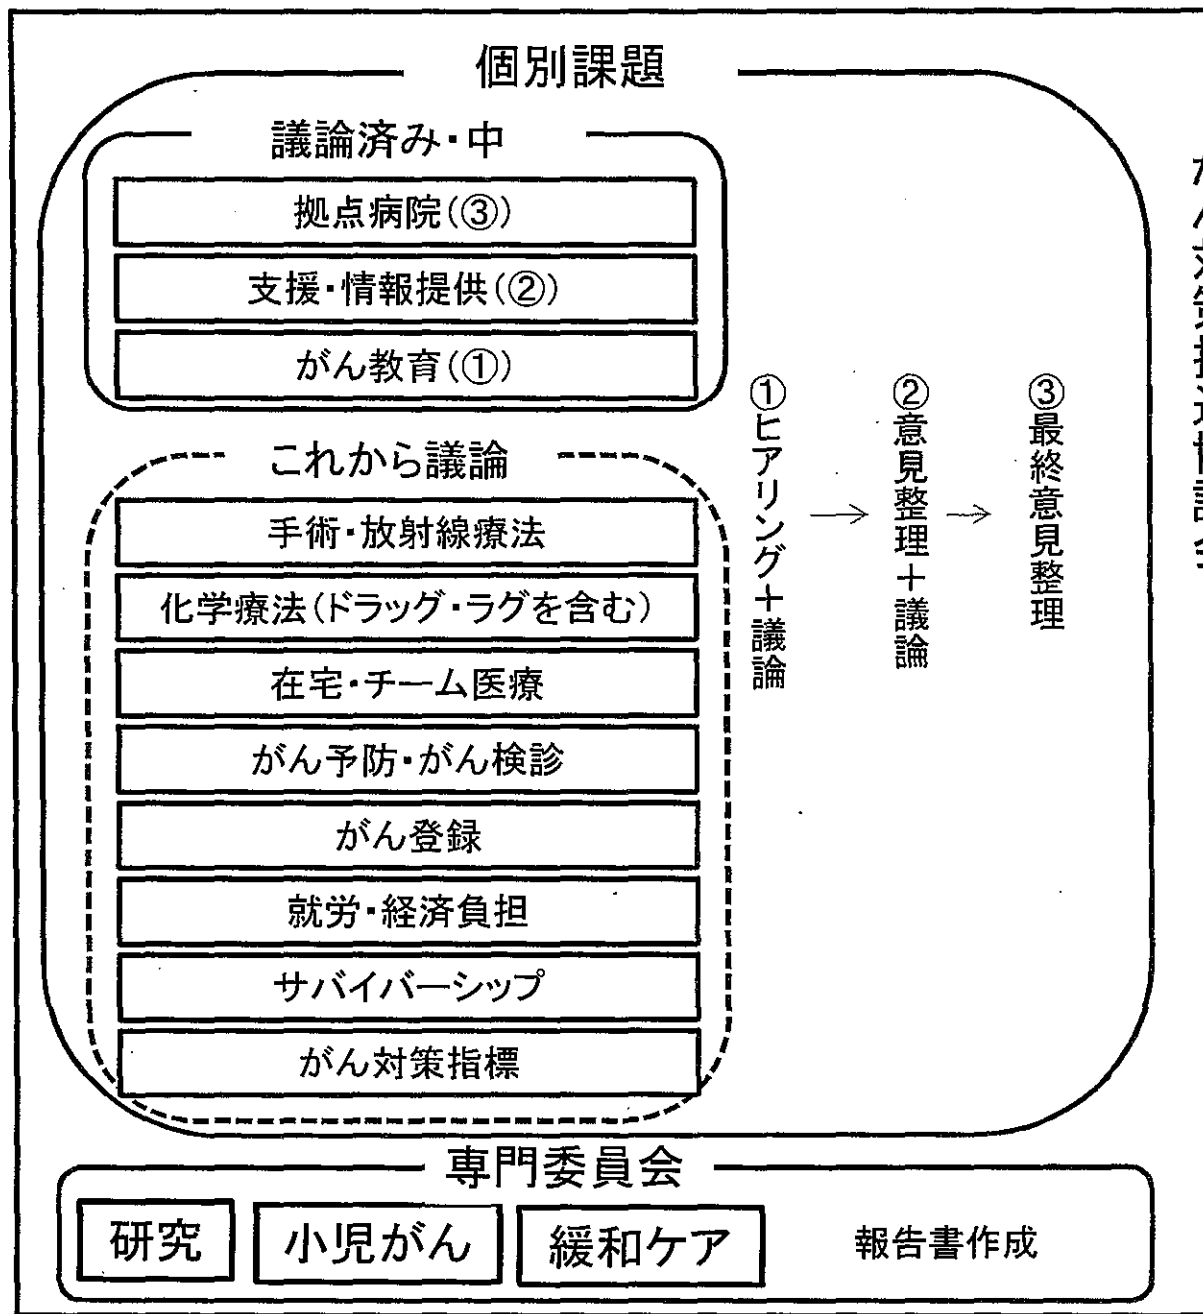 個別課題
議論済み・中
拠点病院(③)
支援・情報提供(②)
がん教育(①)
これから議論
手術・放射線療法
化学療法(ドラッグ・ラグを含む)
在宅・チーム医療
がん予防・がん検診
がん登録
就労・経済負担
サバイバーシップ
がん対策指標
①ヒアリング+議論
→
②意見整理+議論
→
③最終意見整理
専門委員会
研究
小児がん
緩和ケア
報告書作成